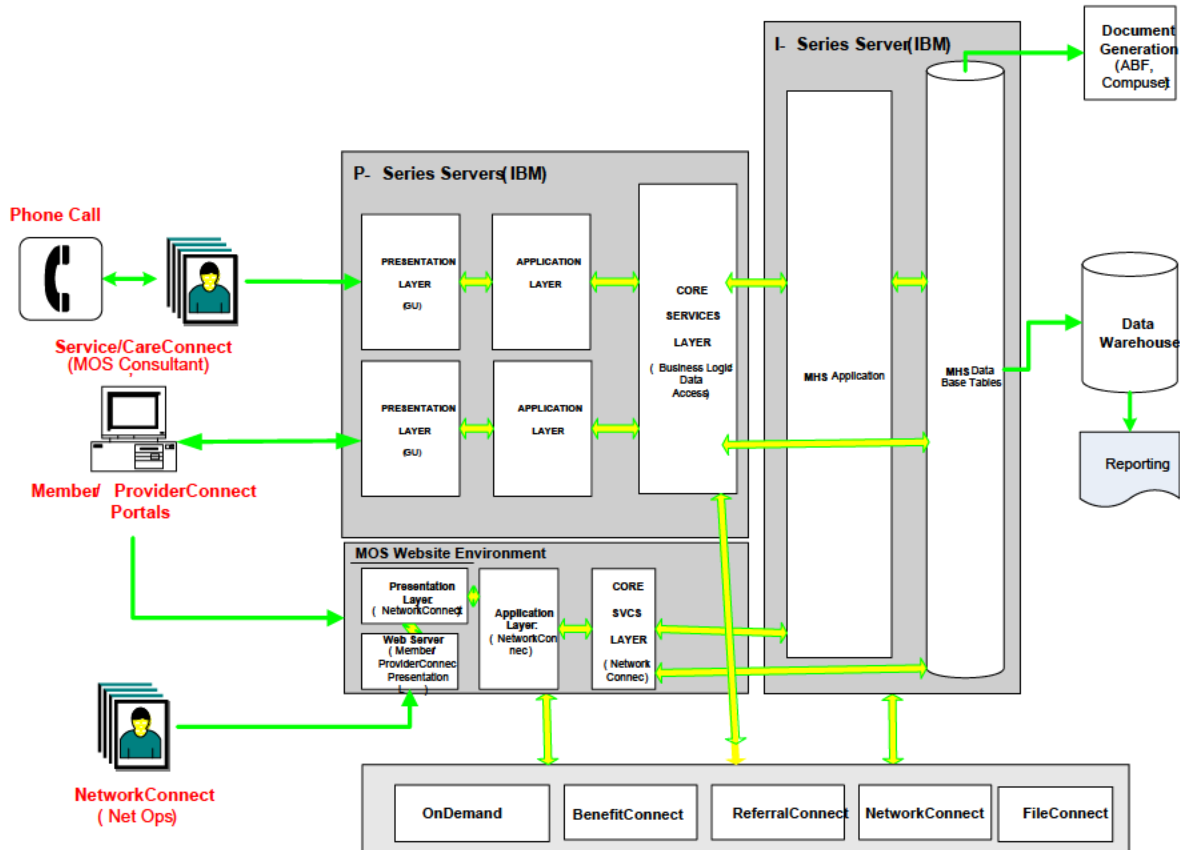 I- Series Server(IBM)
Document
Generation
(ABF,
Compuset)
P- Series Servers(IBM)
Phone Call
PRESENTATION
LAYER
(GU)
APPLICATION
LAYER
CORE
SERVICES
LAYER
( Business Logic
Data
Access)
MHS Application
MHS Data
Base Tables
Data
Warehouse
Service/CareConnect
(MOS Consultant)
PRESENTATION
LAYER
(GU)
APPLICATION
LAYER
Reporting
Member/ ProviderConnect
Portals
MOS Website Environment
Presentation
Layer
( NetworkConnect)
Web Server
( Member/
ProviderConnec
Presentation
L )
Application
Layer:
( NetworkCon
nec)
CORE
SVCS
LAYER
( Network
Connec)
NetworkConnect
( Net Ops)
OnDemand
BenefitConnect
ReferralConnect
NetworkConnect
FileConnect